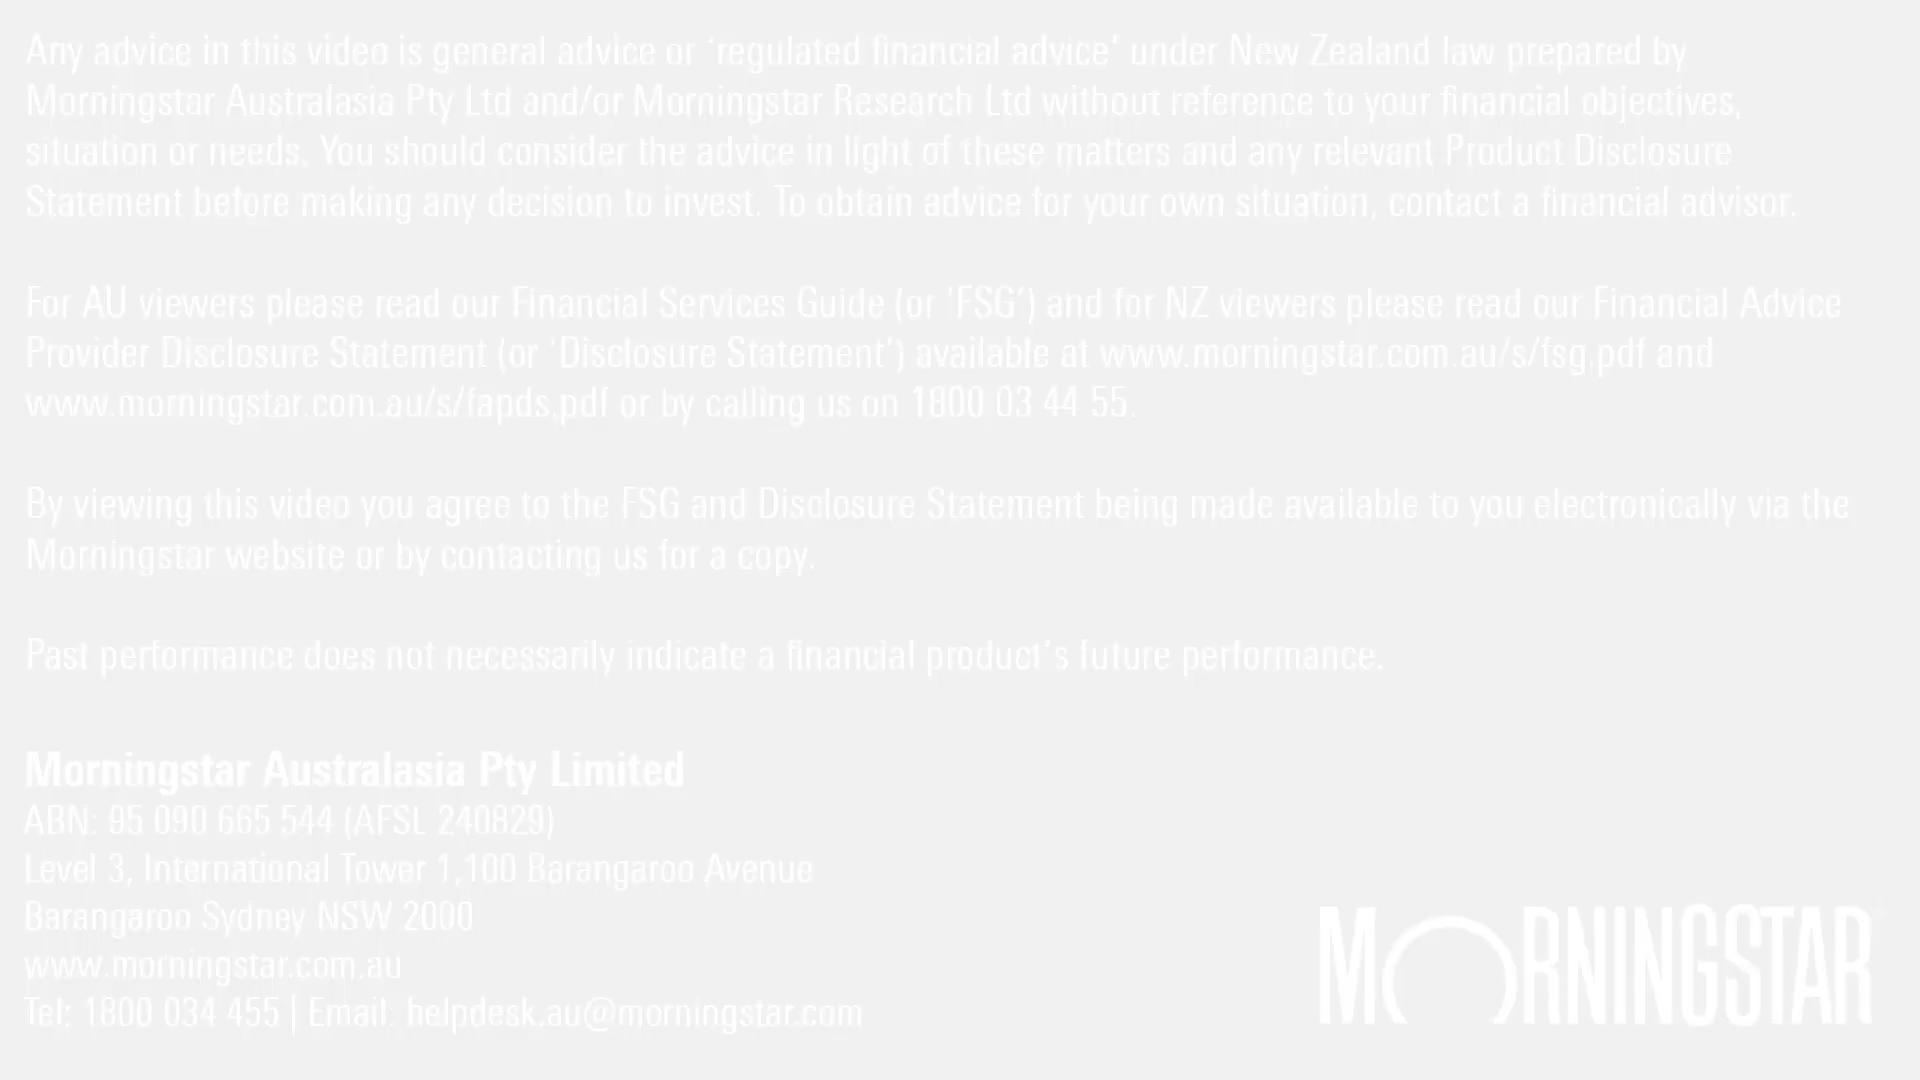 Any advice in this video is general advice or ‘regulated financial advice’ under New Zealand law prepared by
Morningstar Australasia Pty Ltd and/or Morningstar Research Ltd without reference to your financial objectives,
situation or needs. You should consider the advice in light of these matters and any relevant Product Disclosure
Statement before making any decision to invest. To obtain advice for your own situation, contact a financial advisor.
For AU viewers please read our Financial Services Guide (or ‘FSG’) and for NZ viewers please read our Financial Advice
Provider Disclosure Statement (or ‘Disclosure Statement’) available at www.morningstar.com.au/s/fsg.pdf and
www.morningstar.com.au/s/fapds.pdf or by calling us on 1800 03 44 55.
By viewing this video you agree to the FSG and Disclosure Statement being made available to you electronically via the
Morningstar website or by contacting us for a copy.
Past performance does not necessarily indicate a financial product’s future performance.
Morningstar Australasia Pty Limited
ABN: 95 090 665 544 (AFSL 240829)
Level 3, International Tower 1,100 Barangaroo Avenue
Barangaroo Sydney NSW 2000
www.morningstar.com.au
Tel: 1800 034 455 | Email: helpdesk.au@morningstar.com
MORNINGSTAR